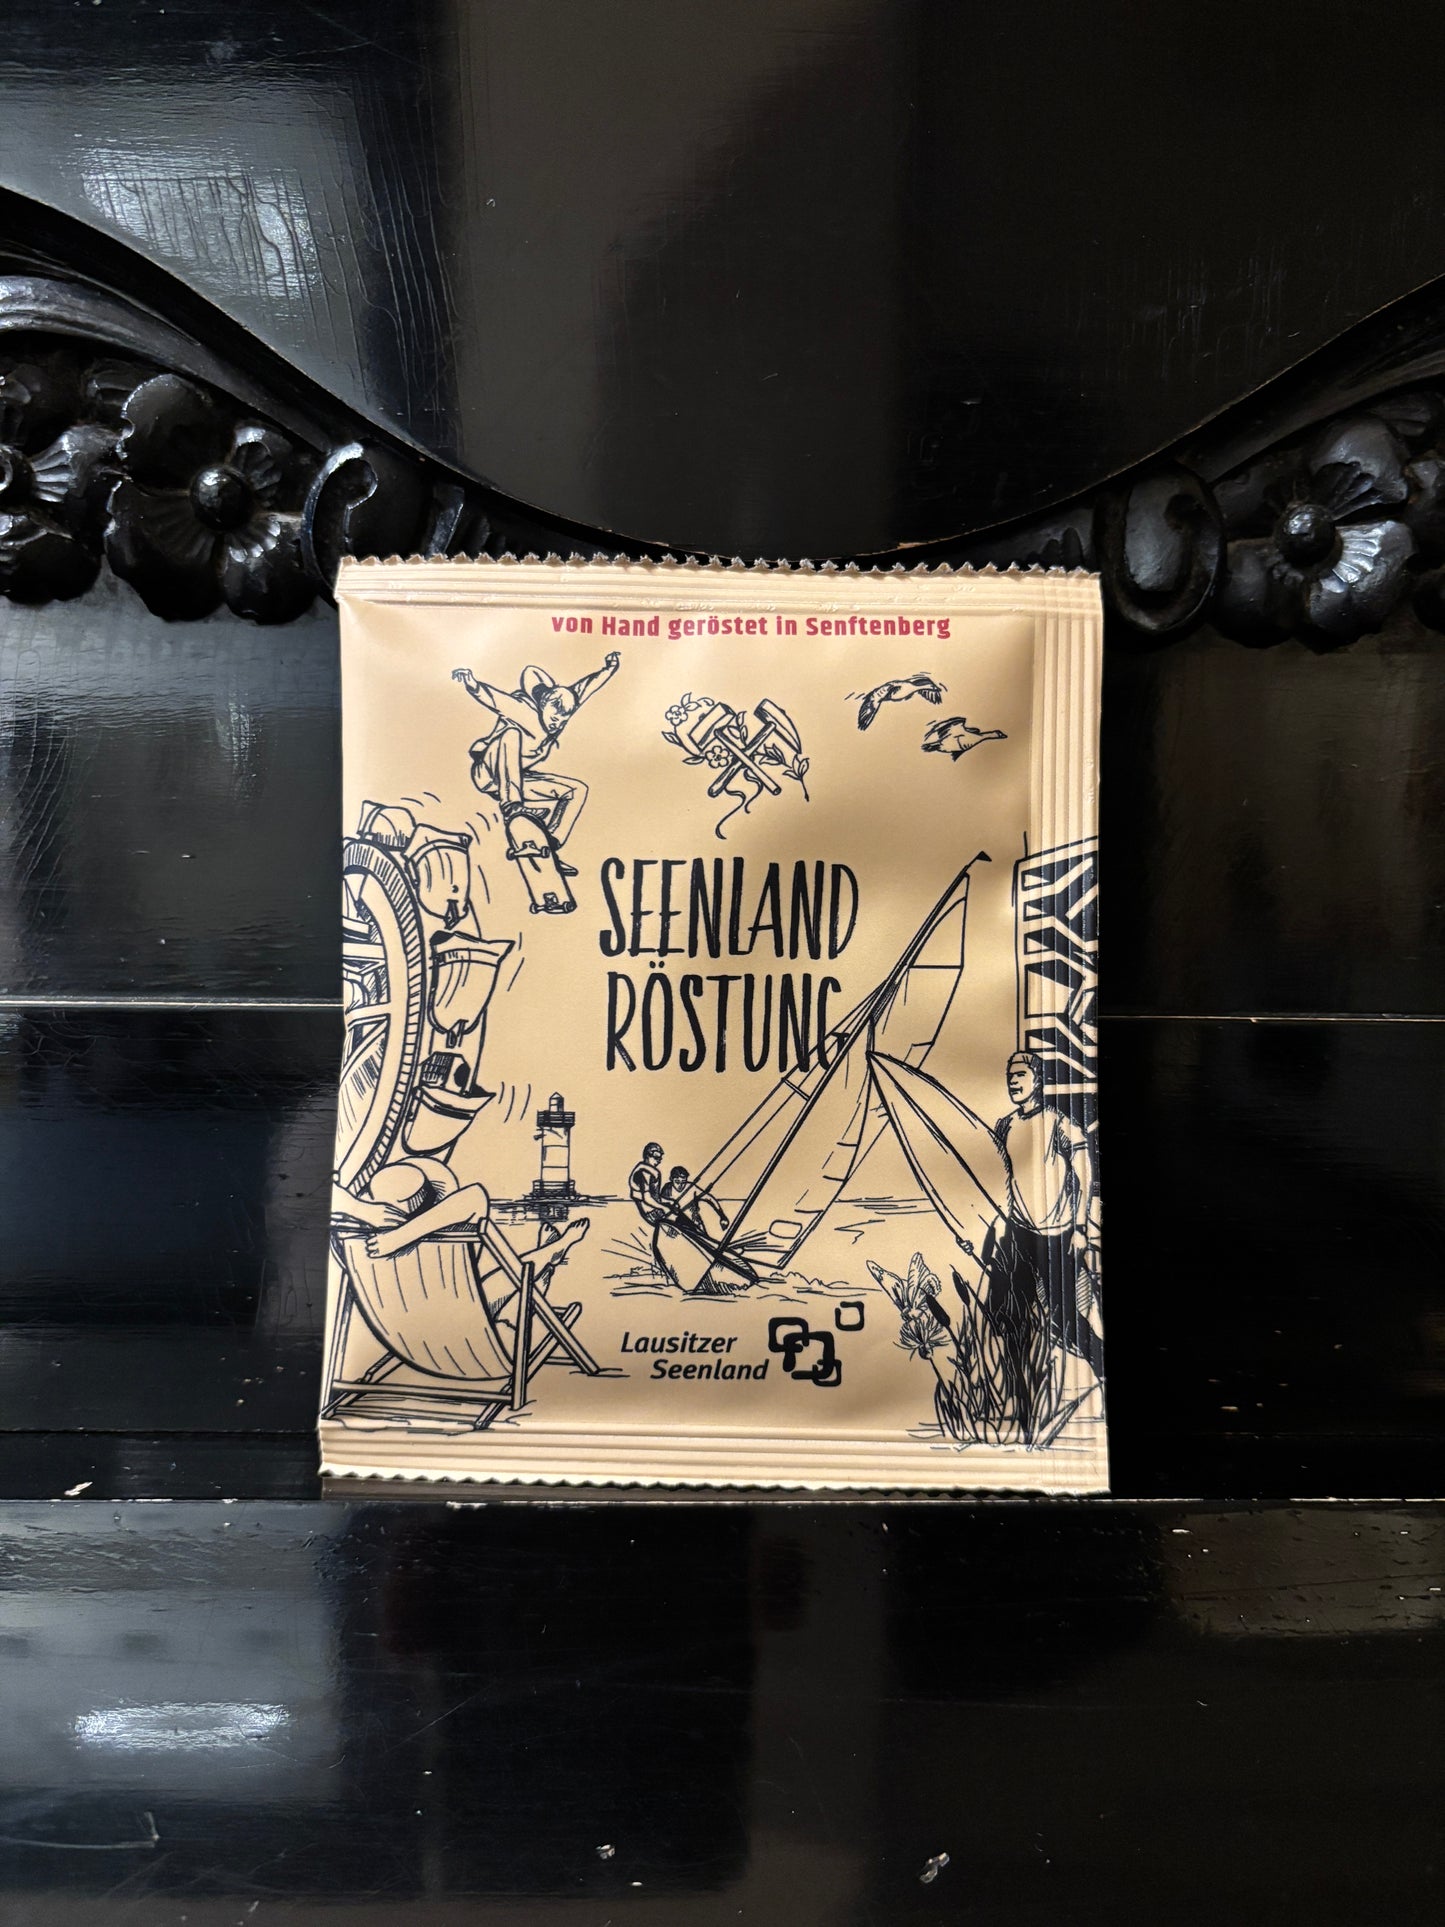 von Hand geröstet in Senftenberg
SEENLAND
RÖSTUNG
Lausitzer
Seenland